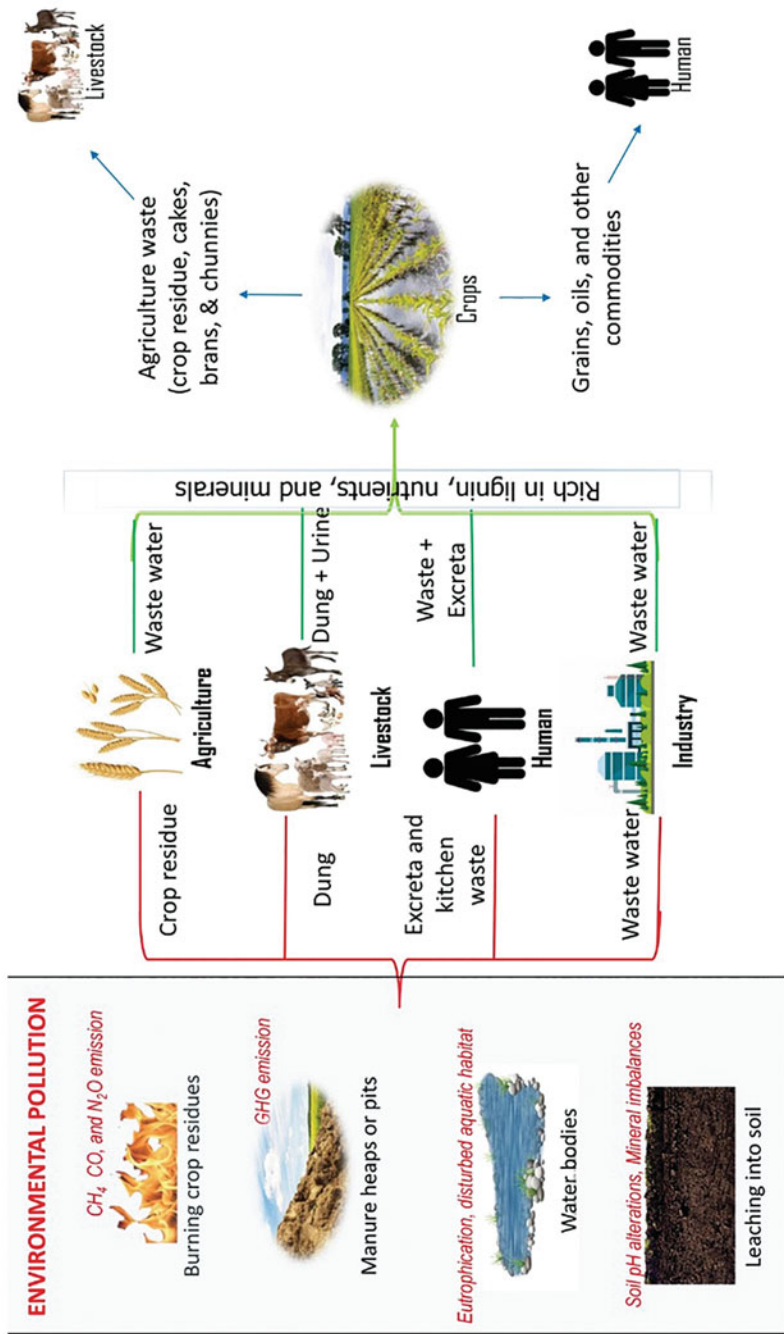 ENVIRONMENTAL POLLUTION
CH₄ CO, and N₂O emission
Burning crop residues
GHG emission
Manure heaps or pits
Eutrophication, disturbed aquatic habitat
Water bodies
Soil pH alterations, Mineral imbalances
Leaching into soil
Crop residue
Dung
Excreta and
kitchen
waste
Waste water
Agriculture
Livestock
Human
Industry
Waste water
Dung + Urine
Waste +
Excreta
Waste water
Rich in lignin, nutrients, and minerals
Crops
Agriculture waste
(crop residue, cakes,
brans, & chunnies)
Livestock
Grains, oils, and other
commodities
Human